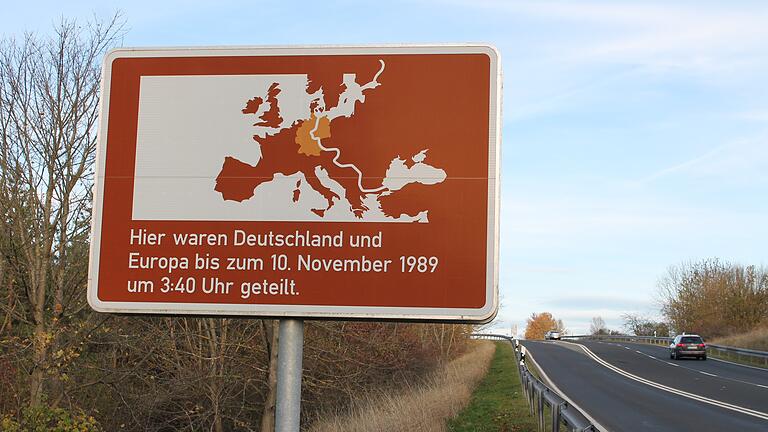 Hier waren Deutschland und
Europa bis zum 10. November 1989
um 3:40 Uhr geteilt.